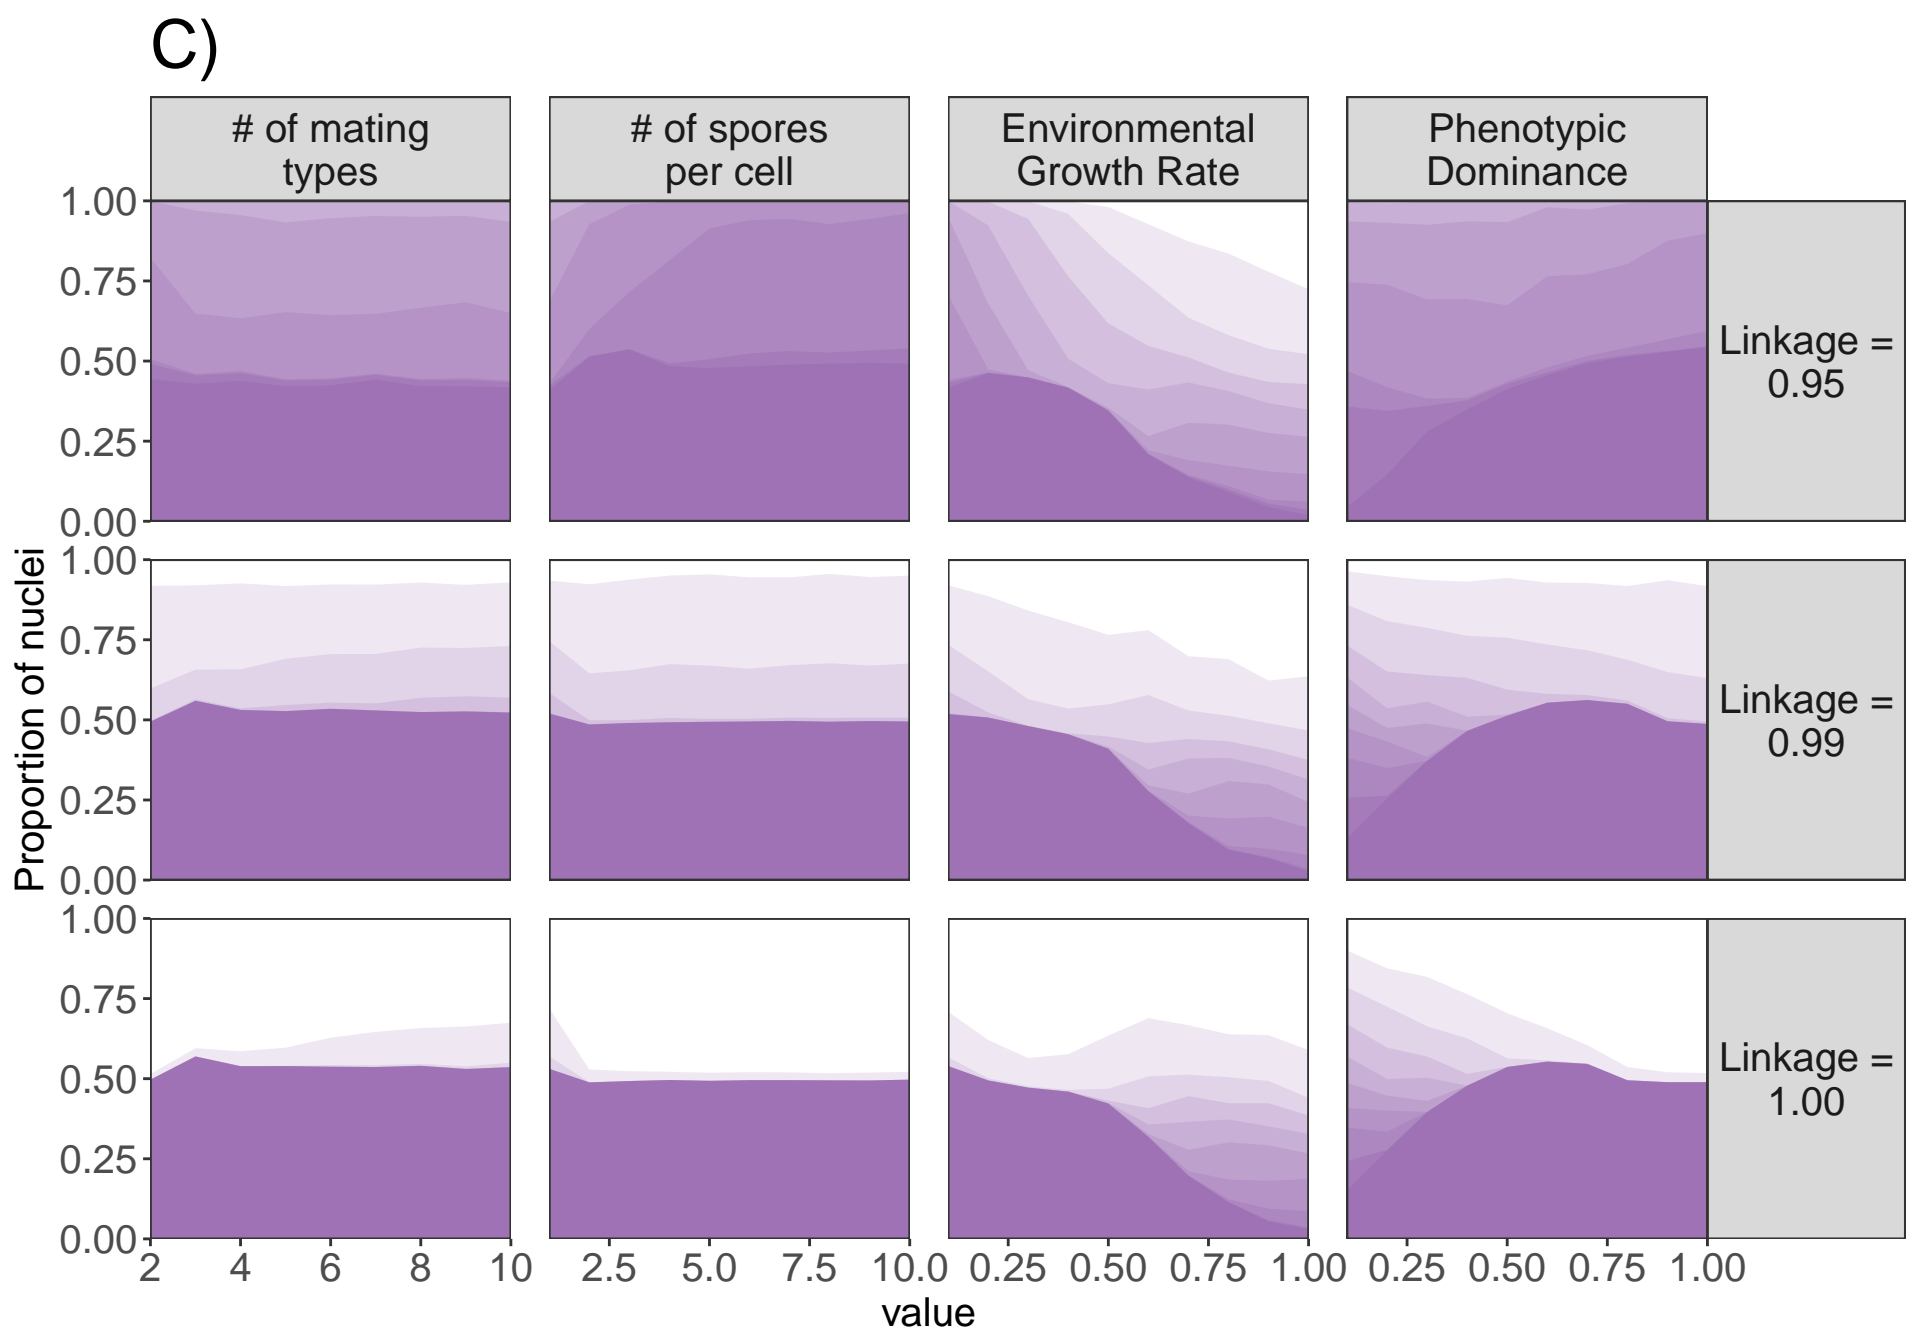 C)
# of mating
types
# of spores
per cell
Environmental
Growth Rate
Phenotypic
Dominance
1.00
0.75
0.50
0.25
0.00
Linkage =
0.95
Proportion of nuclei
1.00
0.75
0.50
0.25
0.00
Linkage =
0.99
1.00
0.75
0.50
0.25
0.00
Linkage =
1.00
2 4 6 8 10
2.5 5.0 7.5 10.0
0.25 0.50 0.75 1.00
0.25 0.50 0.75 1.00
value